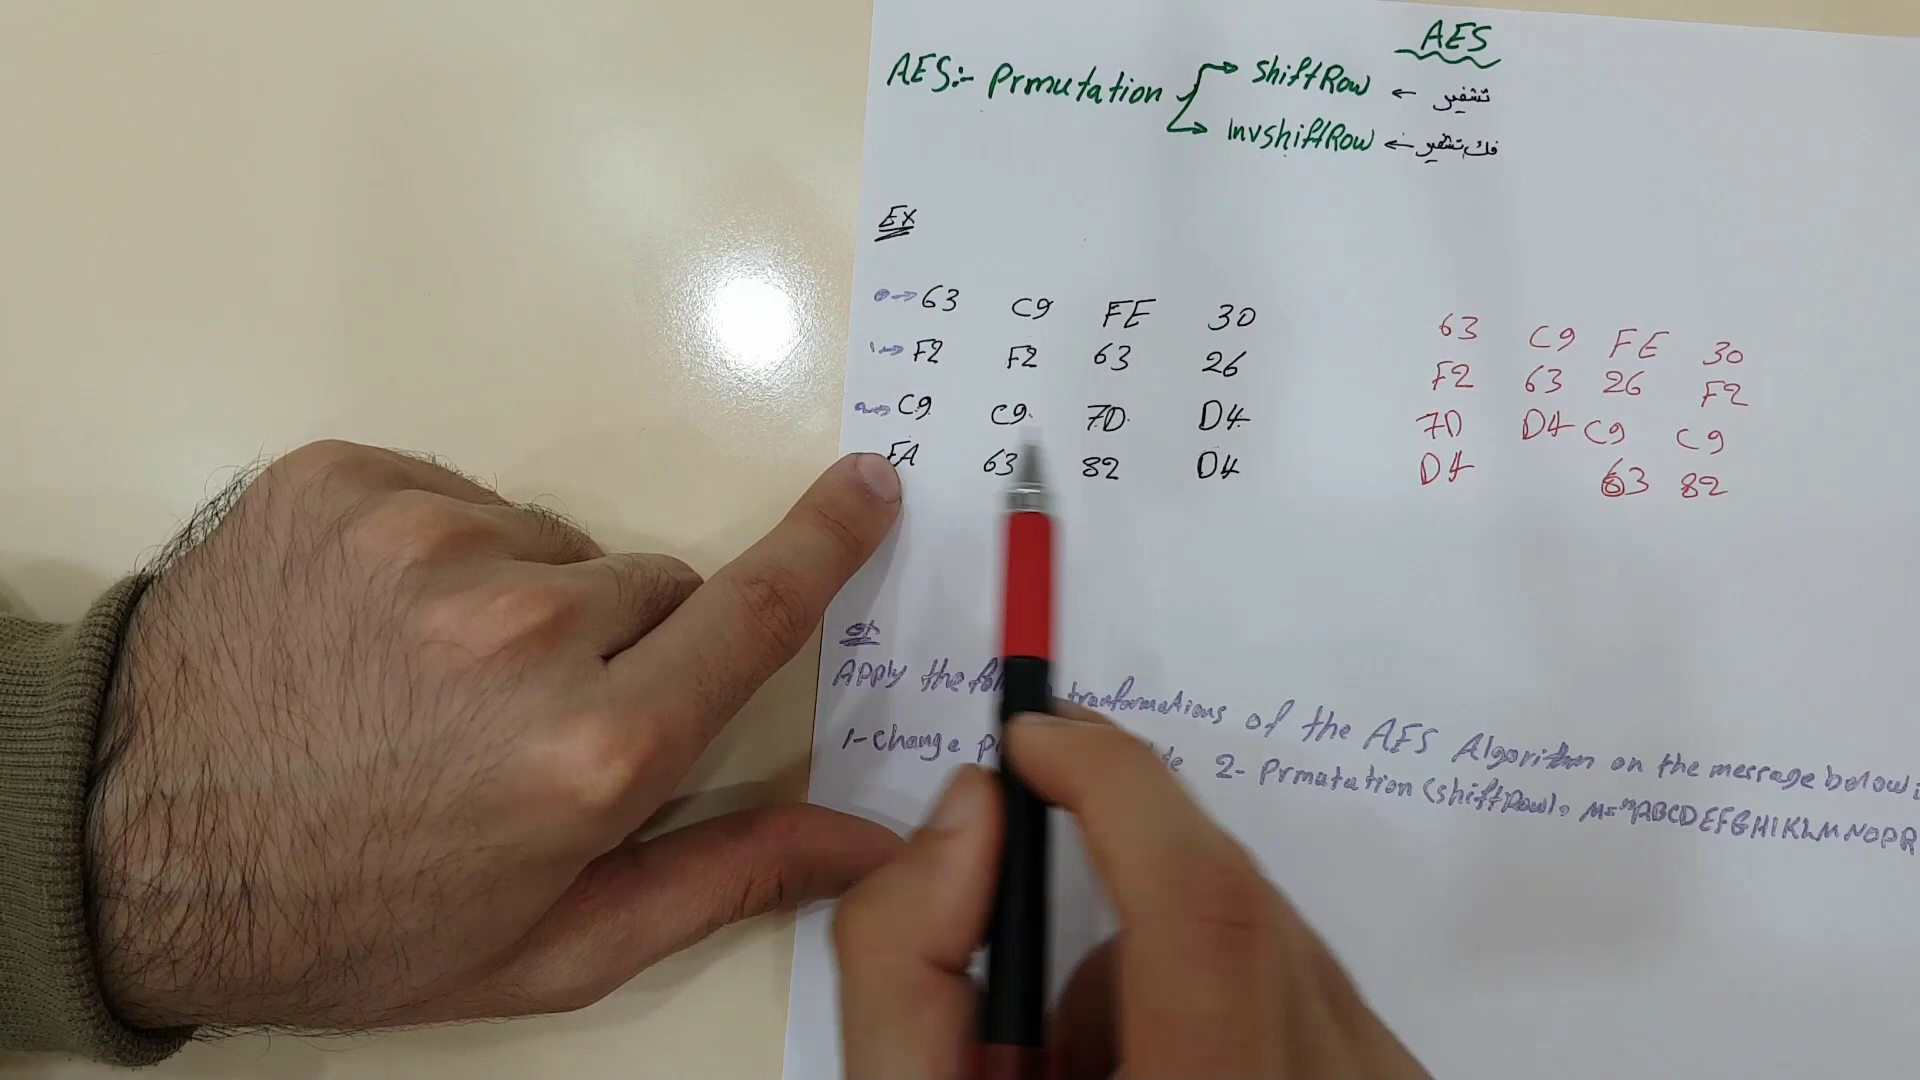 AES
AES:- Prmutation
ShiftRow ← تشفير
InvShiftRow ← فك تشفير
Ex
0→ 63 C9 FE 30
1→ F2 F2 63 26
2→ C9 C9 7D D4
FA 63 82 D4
63 C9 FE 30
F2 63 26 F2
7D D4 C9 C9
D4 63 82
Apply the tranformations of the AES Algorithm on the message below:
1- Change 2- Prmutation (shiftRow), M="ABCDEFGHIKLMNOPR